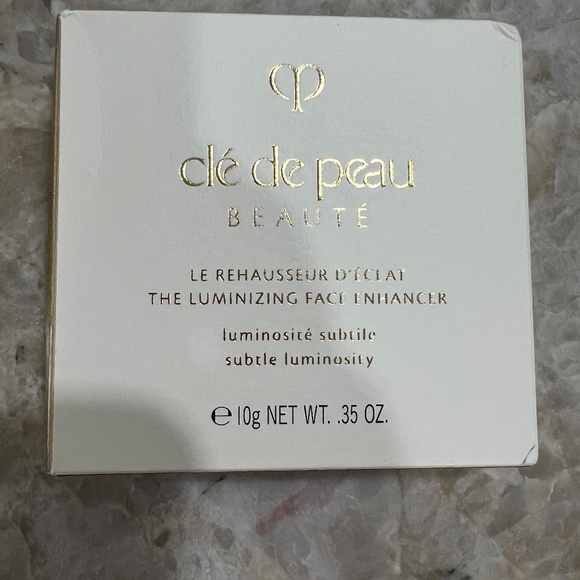 clé de peau
BEAUTÉ
LE REHAUSSEUR D'ÉCLAT
THE LUMINIZING FACE ENHANCER
luminosité subtile
subtle luminosity
℮ 10g NET WT. .35 OZ.